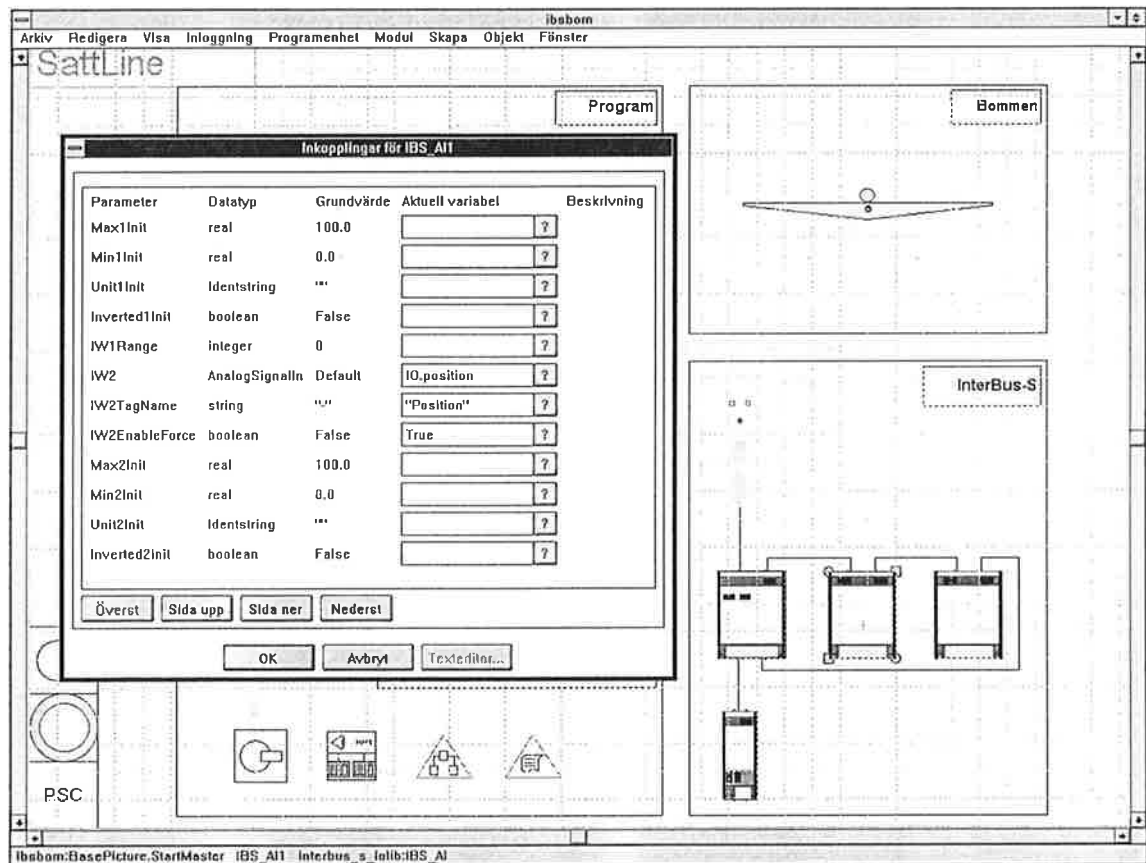 ibsbom
Arkiv Redigera Visa Inloggning Programenhet Modul Skapa Objekt Fönster
SattLine
Program
Bommen
Inkopplingar för IBS_AI1
Parameter Datatyp Grundvärde Aktuell variabel Beskrivning
Max1Init real 100.0 ?
Min1Init real 0.0 ?
Unit1Init Identstring "" ?
Inverted1Init boolean False ?
IW1Range integer 0 ?
IW2 AnalogSignalIn Default IO.position ?
IW2TagName string "-" "Position" ?
IW2EnableForce boolean False True ?
Max2Init real 100.0 ?
Min2Init real 0.0 ?
Unit2Init Identstring "" ?
Inverted2Init boolean False ?
Överst Sida upp Sida ner Nederst
OK Avbryt Texteditor...
InterBus-S
PSC
ibsbom:BasePicture.StartMaster IBS_AI1 Interbus_s_iolib:IBS_AI